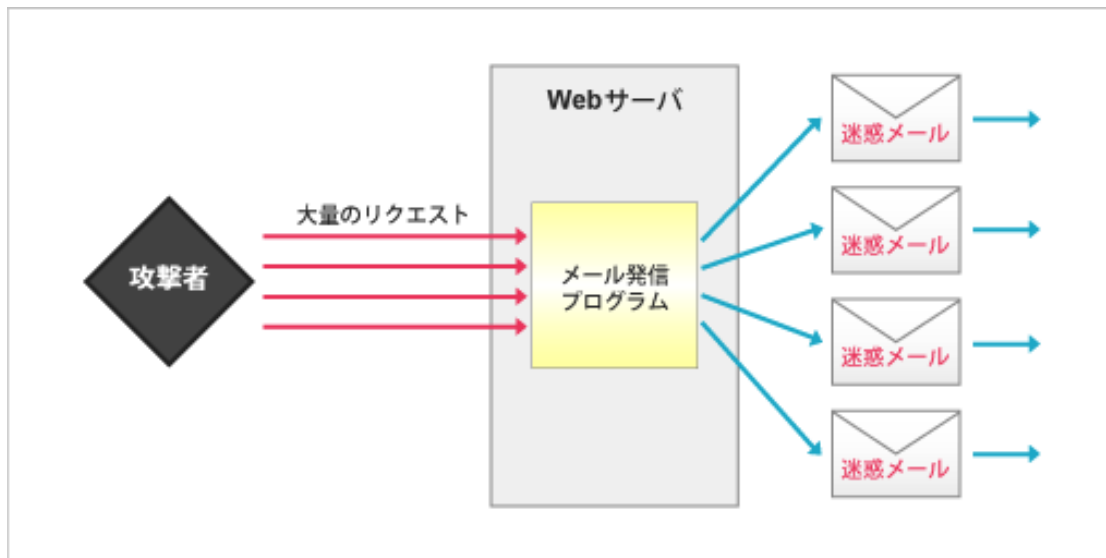 Webサーバ
大量のリクエスト
攻撃者
メール発信
プログラム
迷惑メール
迷惑メール
迷惑メール
迷惑メール